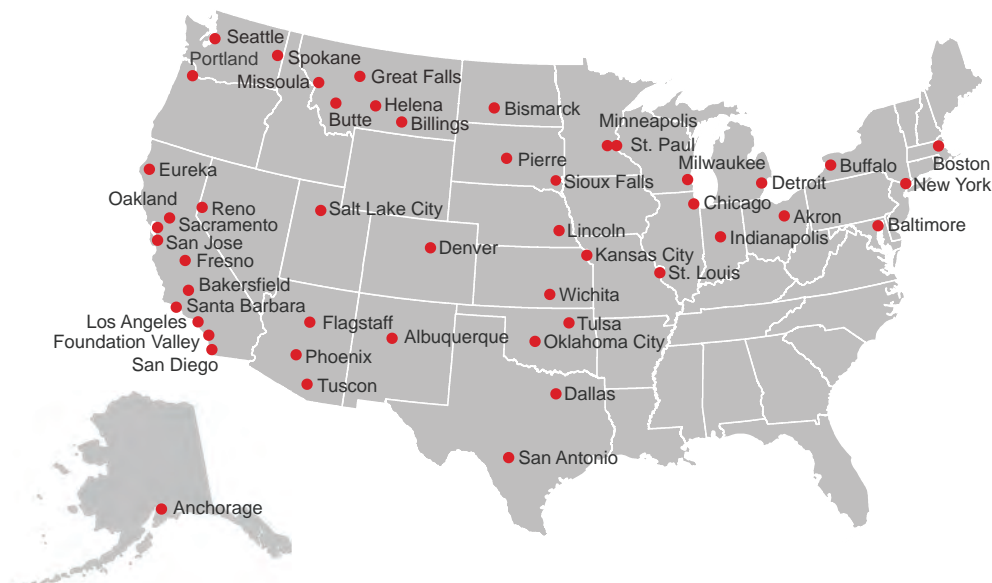 Seattle
Portland
Spokane
Missoula
Great Falls
Helena
Butte
Billings
Bismarck
Minneapolis
St. Paul
Pierre
Milwaukee
Sioux Falls
Detroit
Buffalo
Boston
New York
Eureka
Oakland
Reno
Sacramento
San Jose
Fresno
Salt Lake City
Chicago
Akron
Baltimore
Indianapolis
Lincoln
Denver
Kansas City
St. Louis
Bakersfield
Santa Barbara
Wichita
Los Angeles
Foundation Valley
San Diego
Flagstaff
Albuquerque
Tulsa
Oklahoma City
Phoenix
Tuscon
Dallas
San Antonio
Anchorage